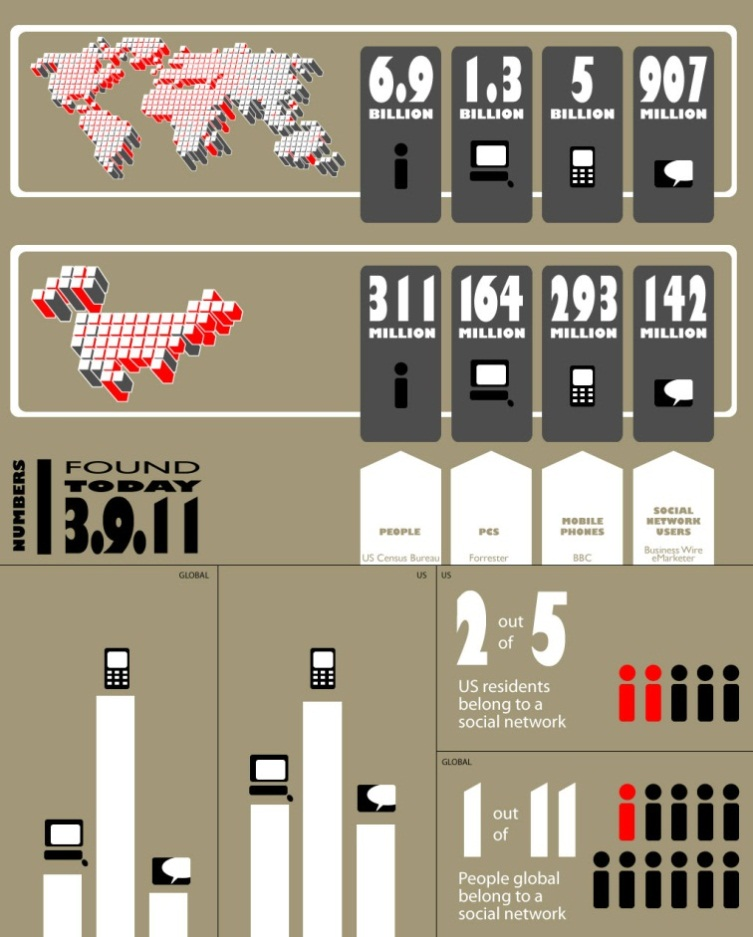 6.9
BILLION
1.3
BILLION
5
BILLION
907
MILLION
311
MILLION
164
MILLION
293
MILLION
142
MILLION
NUMBERS
FOUND
TODAY
3.9.11
PEOPLE
US Census Bureau
PCS
Forrester
MOBILE
PHONES
BBC
SOCIAL
NETWORK
USERS
Business Wire
eMarketer
GLOBAL
US
US
2 out of 5
US residents
belong to a
social network
GLOBAL
1 out of 11
People global
belong to a
social network